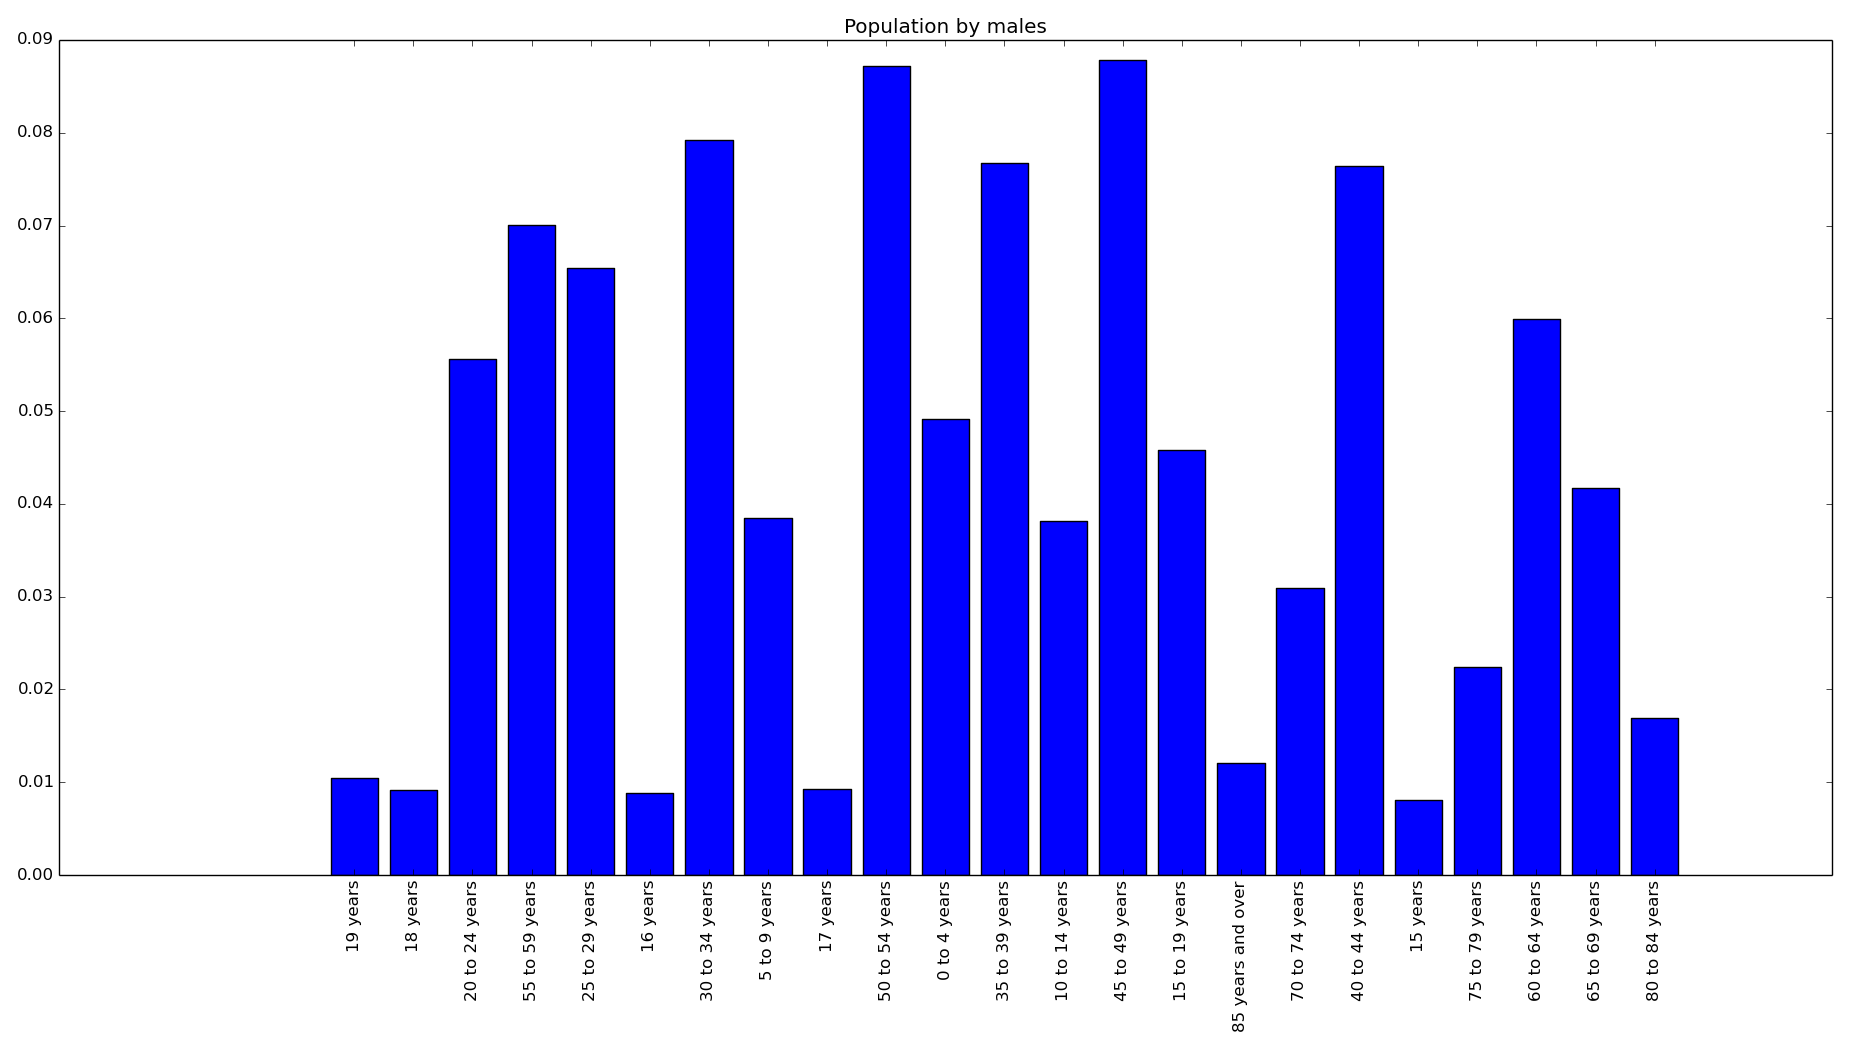 Population by males
0.09
0.08
0.07
0.06
0.05
0.04
0.03
0.02
0.01
0.00
19 years
18 years
20 to 24 years
55 to 59 years
25 to 29 years
16 years
30 to 34 years
5 to 9 years
17 years
50 to 54 years
0 to 4 years
35 to 39 years
10 to 14 years
45 to 49 years
15 to 19 years
85 years and over
70 to 74 years
40 to 44 years
15 years
75 to 79 years
60 to 64 years
65 to 69 years
80 to 84 years